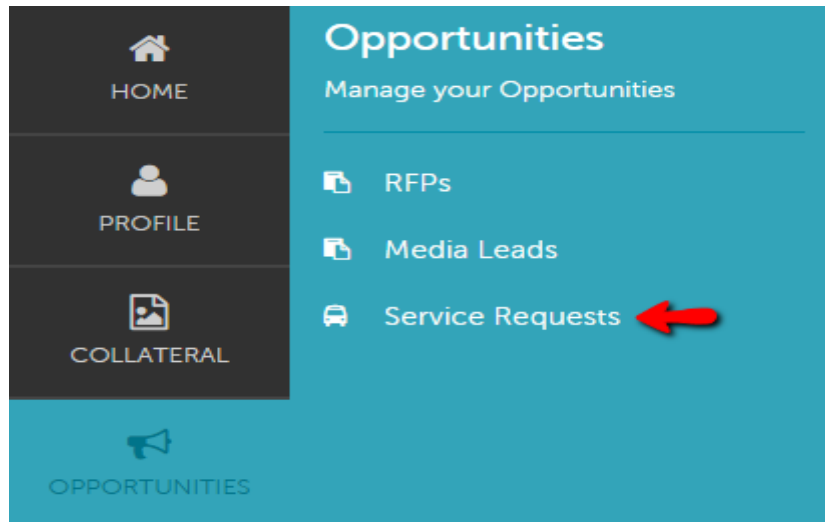 HOME
PROFILE
COLLATERAL
OPPORTUNITIES
Opportunities
Manage your Opportunities
RFPs
Media Leads
Service Requests